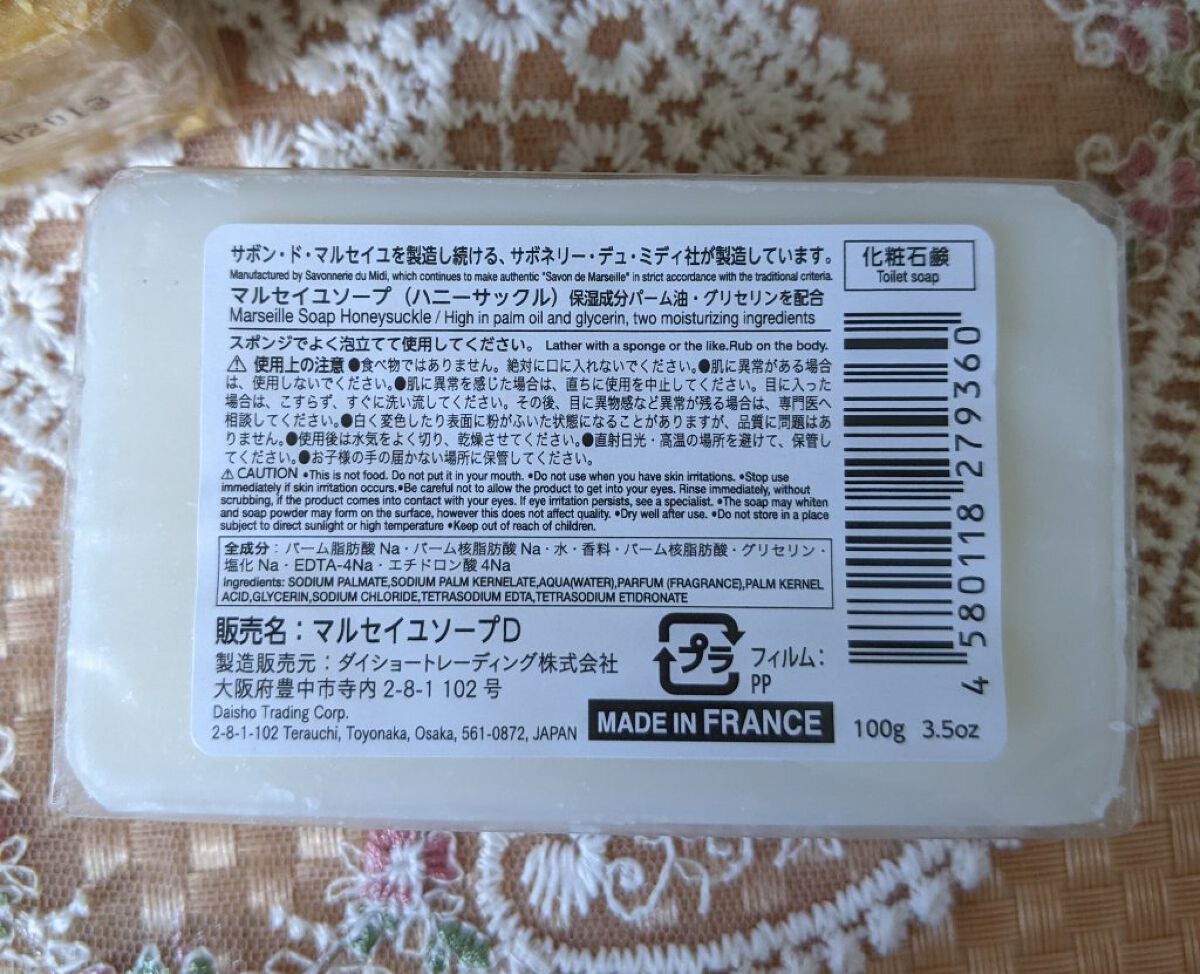 サボン・ド・マルセイユを製造し続ける、サボネリー・デュ・ミディ社が製造しています。
Manufactured by Savonnerie du Midi, which continues to make authentic "Savon de Marseille" in strict accordance with the traditional criteria.
マルセイユソープ（ハニーサックル）保湿成分パーム油・グリセリンを配合
Marseille Soap Honeysuckle / High in palm oil and glycerin, two moisturizing ingredients
化粧石鹸
Toilet soap
スポンジでよく泡立てて使用してください。 Lather with a sponge or the like.Rub on the body.
⚠ 使用上の注意 ●食べ物ではありません。絶対に口に入れないでください。●肌に異常がある場合
は、使用しないでください。●肌に異常を感じた場合は、直ちに使用を中止してください。目に入った
場合は、こすらず、すぐに洗い流してください。その後、目に異物感など異常が残る場合は、専門医へ
相談してください。●白く変色したり表面に粉がふいた状態になることがありますが、品質に問題はあ
りません。●使用後は水気をよく切り、乾燥させてください。●直射日光・高温の場所を避けて、保管し
てください。●お子様の手の届かない場所に保管してください。
⚠ CAUTION •This is not food. Do not put it in your mouth. •Do not use when you have skin irritations. •Stop use
immediately if skin irritation occurs.•Be careful not to allow the product to get into your eyes. Rinse immediately, without
scrubbing, if the product comes into contact with your eyes. If eye irritation persists, see a specialist. •The soap may whiten
and soap powder may form on the surface, however this does not affect quality. •Dry well after use. •Do not store in a place
subject to direct sunlight or high temperature •Keep out of reach of children.
全成分：パーム脂肪酸 Na・パーム核脂肪酸 Na・水・香料・パーム核脂肪酸・グリセリン・
塩化 Na・EDTA-4Na・エチドロン酸 4Na
Ingredients: SODIUM PALMATE,SODIUM PALM KERNELATE,AQUA(WATER),PARFUM (FRAGRANCE),PALM KERNEL
ACID,GLYCERIN,SODIUM CHLORIDE,TETRASODIUM EDTA,TETRASODIUM ETIDRONATE
販売名：マルセイユソープD
製造販売元：ダイショートレーディング株式会社
大阪府豊中市寺内 2-8-1 102 号
Daisho Trading Corp.
2-8-1-102 Terauchi, Toyonaka, Osaka, 561-0872, JAPAN
プラ
フィルム：
PP
MADE IN FRANCE
100g 3.5oz
4 580118 279360